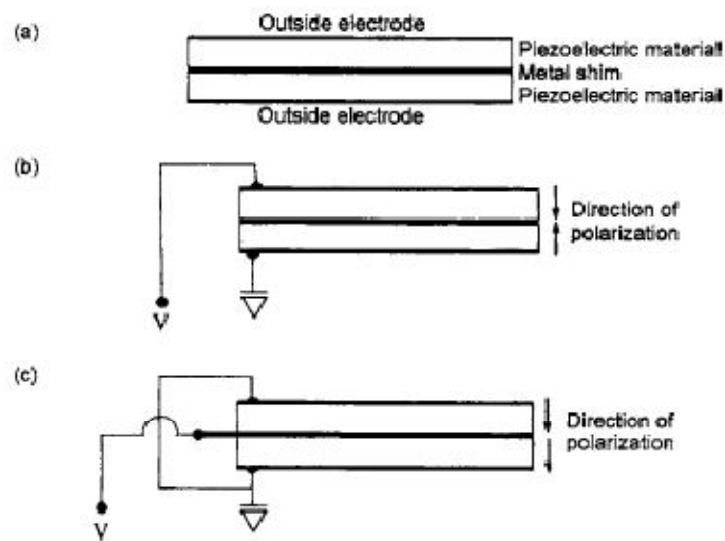 (a)
Outside electrode
Piezoelectric material
Metal shim
Piezoelectric material
Outside electrode
(b)
Direction of
polarization
V
(c)
Direction of
polarization
V